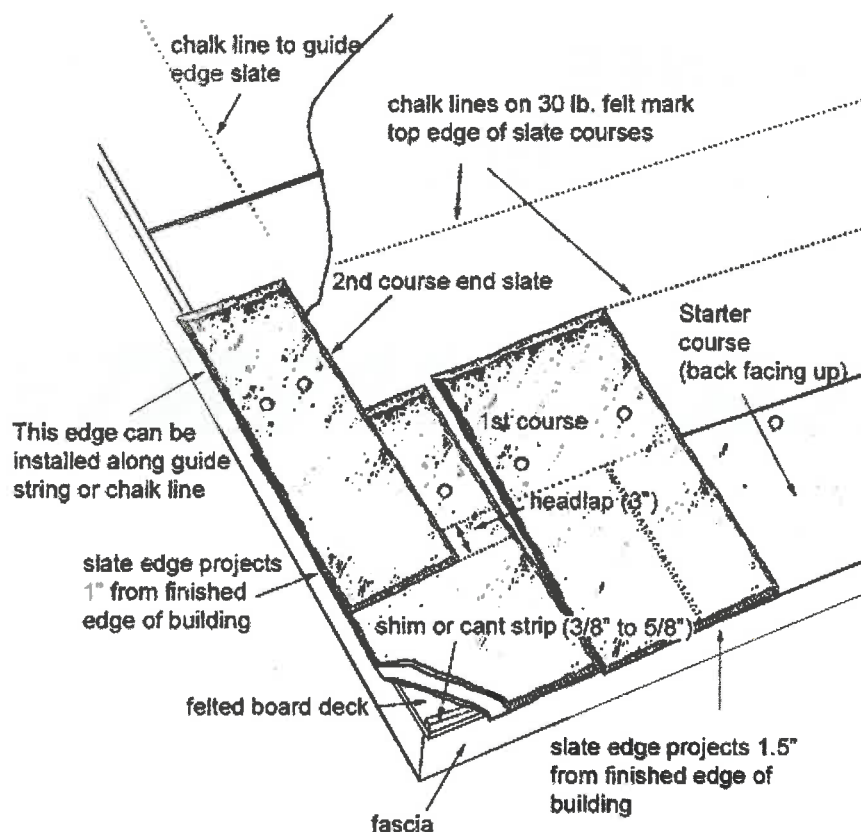 chalk line to guide
edge slate
chalk lines on 30 lb. felt mark
top edge of slate courses
2nd course end slate
Starter
course
(back facing up)
1st course
This edge can be
installed along guide
string or chalk line
headlap (3")
slate edge projects
1" from finished
edge of building
shim or cant strip (3/8" to 5/8")
felted board deck
slate edge projects 1.5"
from finished edge of
building
fascia